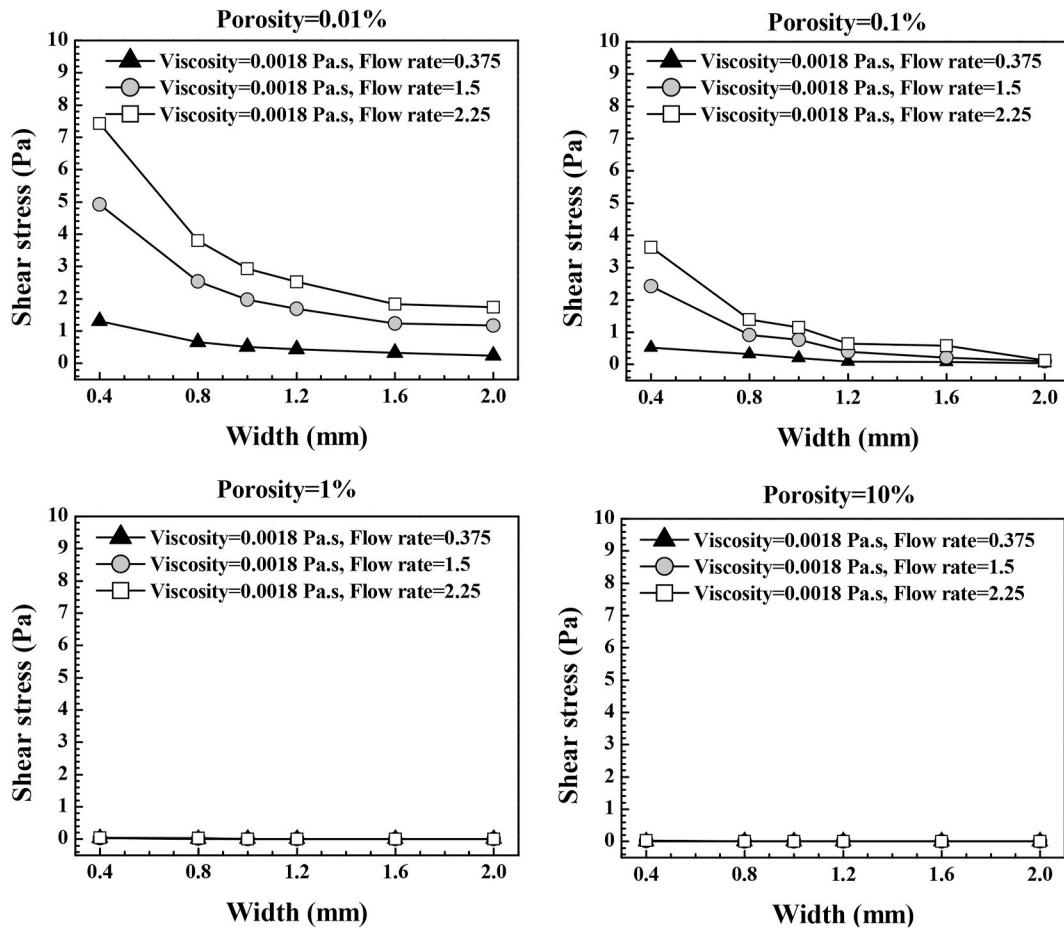 Porosity=0.01%
Viscosity=0.0018 Pa.s, Flow rate=0.375
Viscosity=0.0018 Pa.s, Flow rate=1.5
Viscosity=0.0018 Pa.s, Flow rate=2.25
Shear stress (Pa)
10
9
8
7
6
5
4
3
2
1
0
0.4 0.8 1.2 1.6 2.0
Width (mm)
Porosity=0.1%
Viscosity=0.0018 Pa.s, Flow rate=0.375
Viscosity=0.0018 Pa.s, Flow rate=1.5
Viscosity=0.0018 Pa.s, Flow rate=2.25
Shear stress (Pa)
10
9
8
7
6
5
4
3
2
1
0
0.4 0.8 1.2 1.6 2.0
Width (mm)
Porosity=1%
Viscosity=0.0018 Pa.s, Flow rate=0.375
Viscosity=0.0018 Pa.s, Flow rate=1.5
Viscosity=0.0018 Pa.s, Flow rate=2.25
Shear stress (Pa)
10
9
8
7
6
5
4
3
2
1
0
0.4 0.8 1.2 1.6 2.0
Width (mm)
Porosity=10%
Viscosity=0.0018 Pa.s, Flow rate=0.375
Viscosity=0.0018 Pa.s, Flow rate=1.5
Viscosity=0.0018 Pa.s, Flow rate=2.25
Shear stress (Pa)
10
9
8
7
6
5
4
3
2
1
0
0.4 0.8 1.2 1.6 2.0
Width (mm)